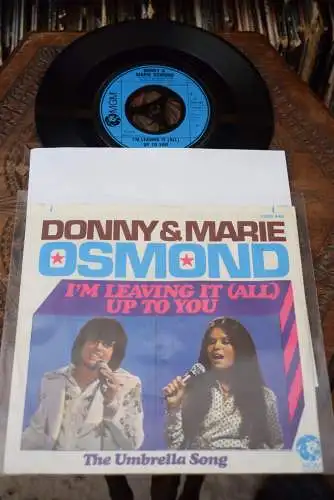 MGM
DONNY &
MARIE OSMOND
I'M LEAVING IT (ALL)
UP TO YOU
DONNY & MARIE
OSMOND
I'M LEAVING IT (ALL)
UP TO YOU
The Umbrella Song
MGM